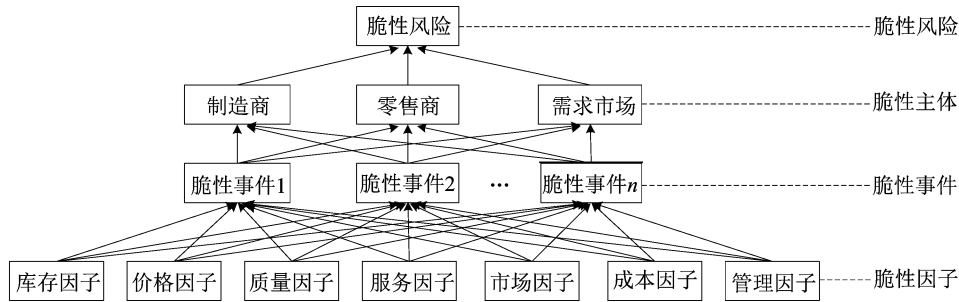 脆性风险 脆性风险
制造商 零售商 需求市场 脆性主体
脆性事件1 脆性事件2 ··· 脆性事件n 脆性事件
库存因子 价格因子 质量因子 服务因子 市场因子 成本因子 管理因子 脆性因子